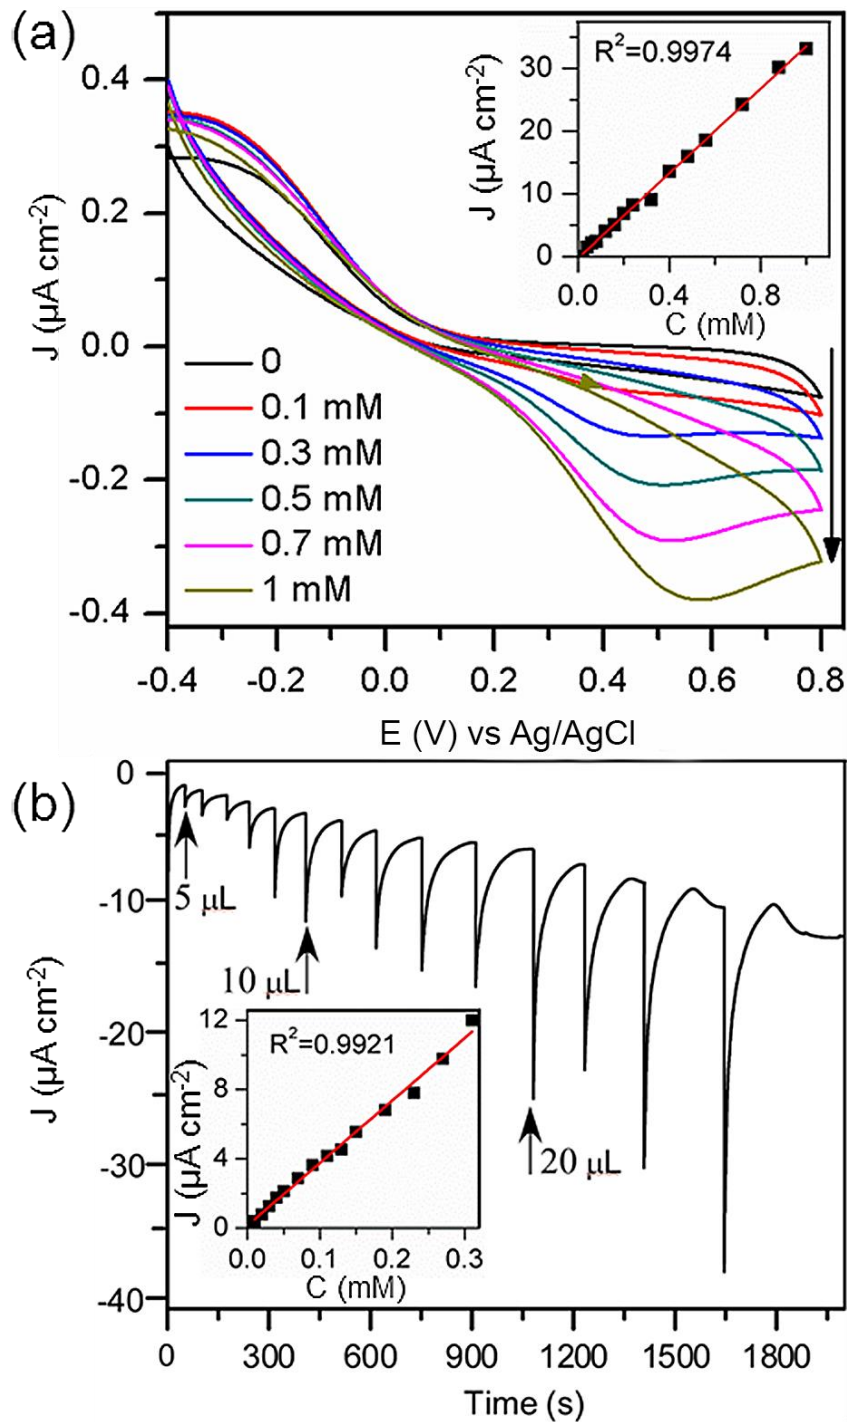 (a)
R²=0.9974
J (µA cm⁻²)
30
20
10
0
0.0 0.4 0.8
C (mM)
J (µA cm⁻²)
0.4
0.2
0.0
-0.2
-0.4
0
0.1 mM
0.3 mM
0.5 mM
0.7 mM
1 mM
-0.4 -0.2 0.0 0.2 0.4 0.6 0.8
E (V) vs Ag/AgCl
(b)
J (µA cm⁻²)
0
-10
-20
-30
-40
5 µL
10 µL
20 µL
R²=0.9921
J (µA cm⁻²)
12
8
4
0
0.0 0.1 0.2 0.3
C (mM)
0 300 600 900 1200 1500 1800
Time (s)